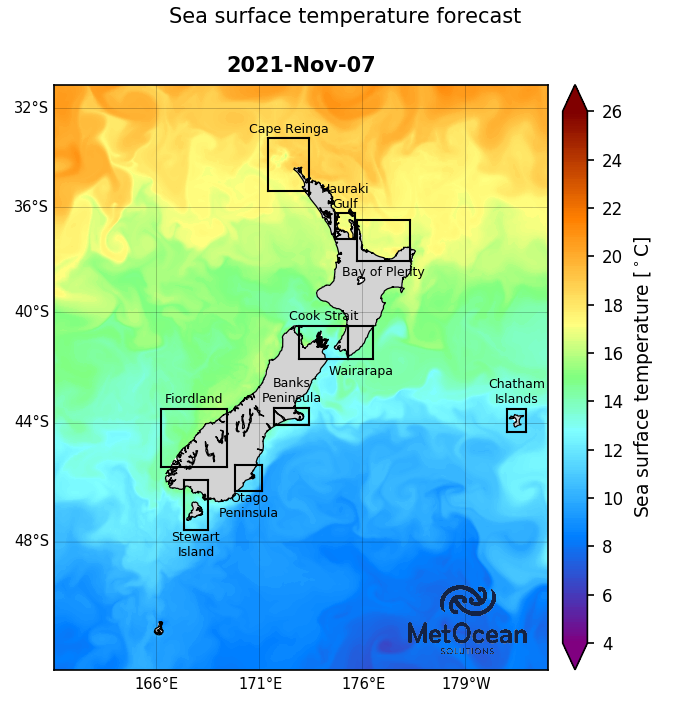 Sea surface temperature forecast
2021-Nov-07
32°S
36°S
40°S
44°S
48°S
166°E
171°E
176°E
179°W
Cape Reinga
Hauraki
Gulf
Bay of Plenty
Cook Strait
Wairarapa
Banks
Peninsula
Fiordland
Chatham
Islands
Otago
Peninsula
Stewart
Island
MetOcean
SOLUTIONS
26
24
22
20
18
16
14
12
10
8
6
4
Sea surface temperature [ °C]